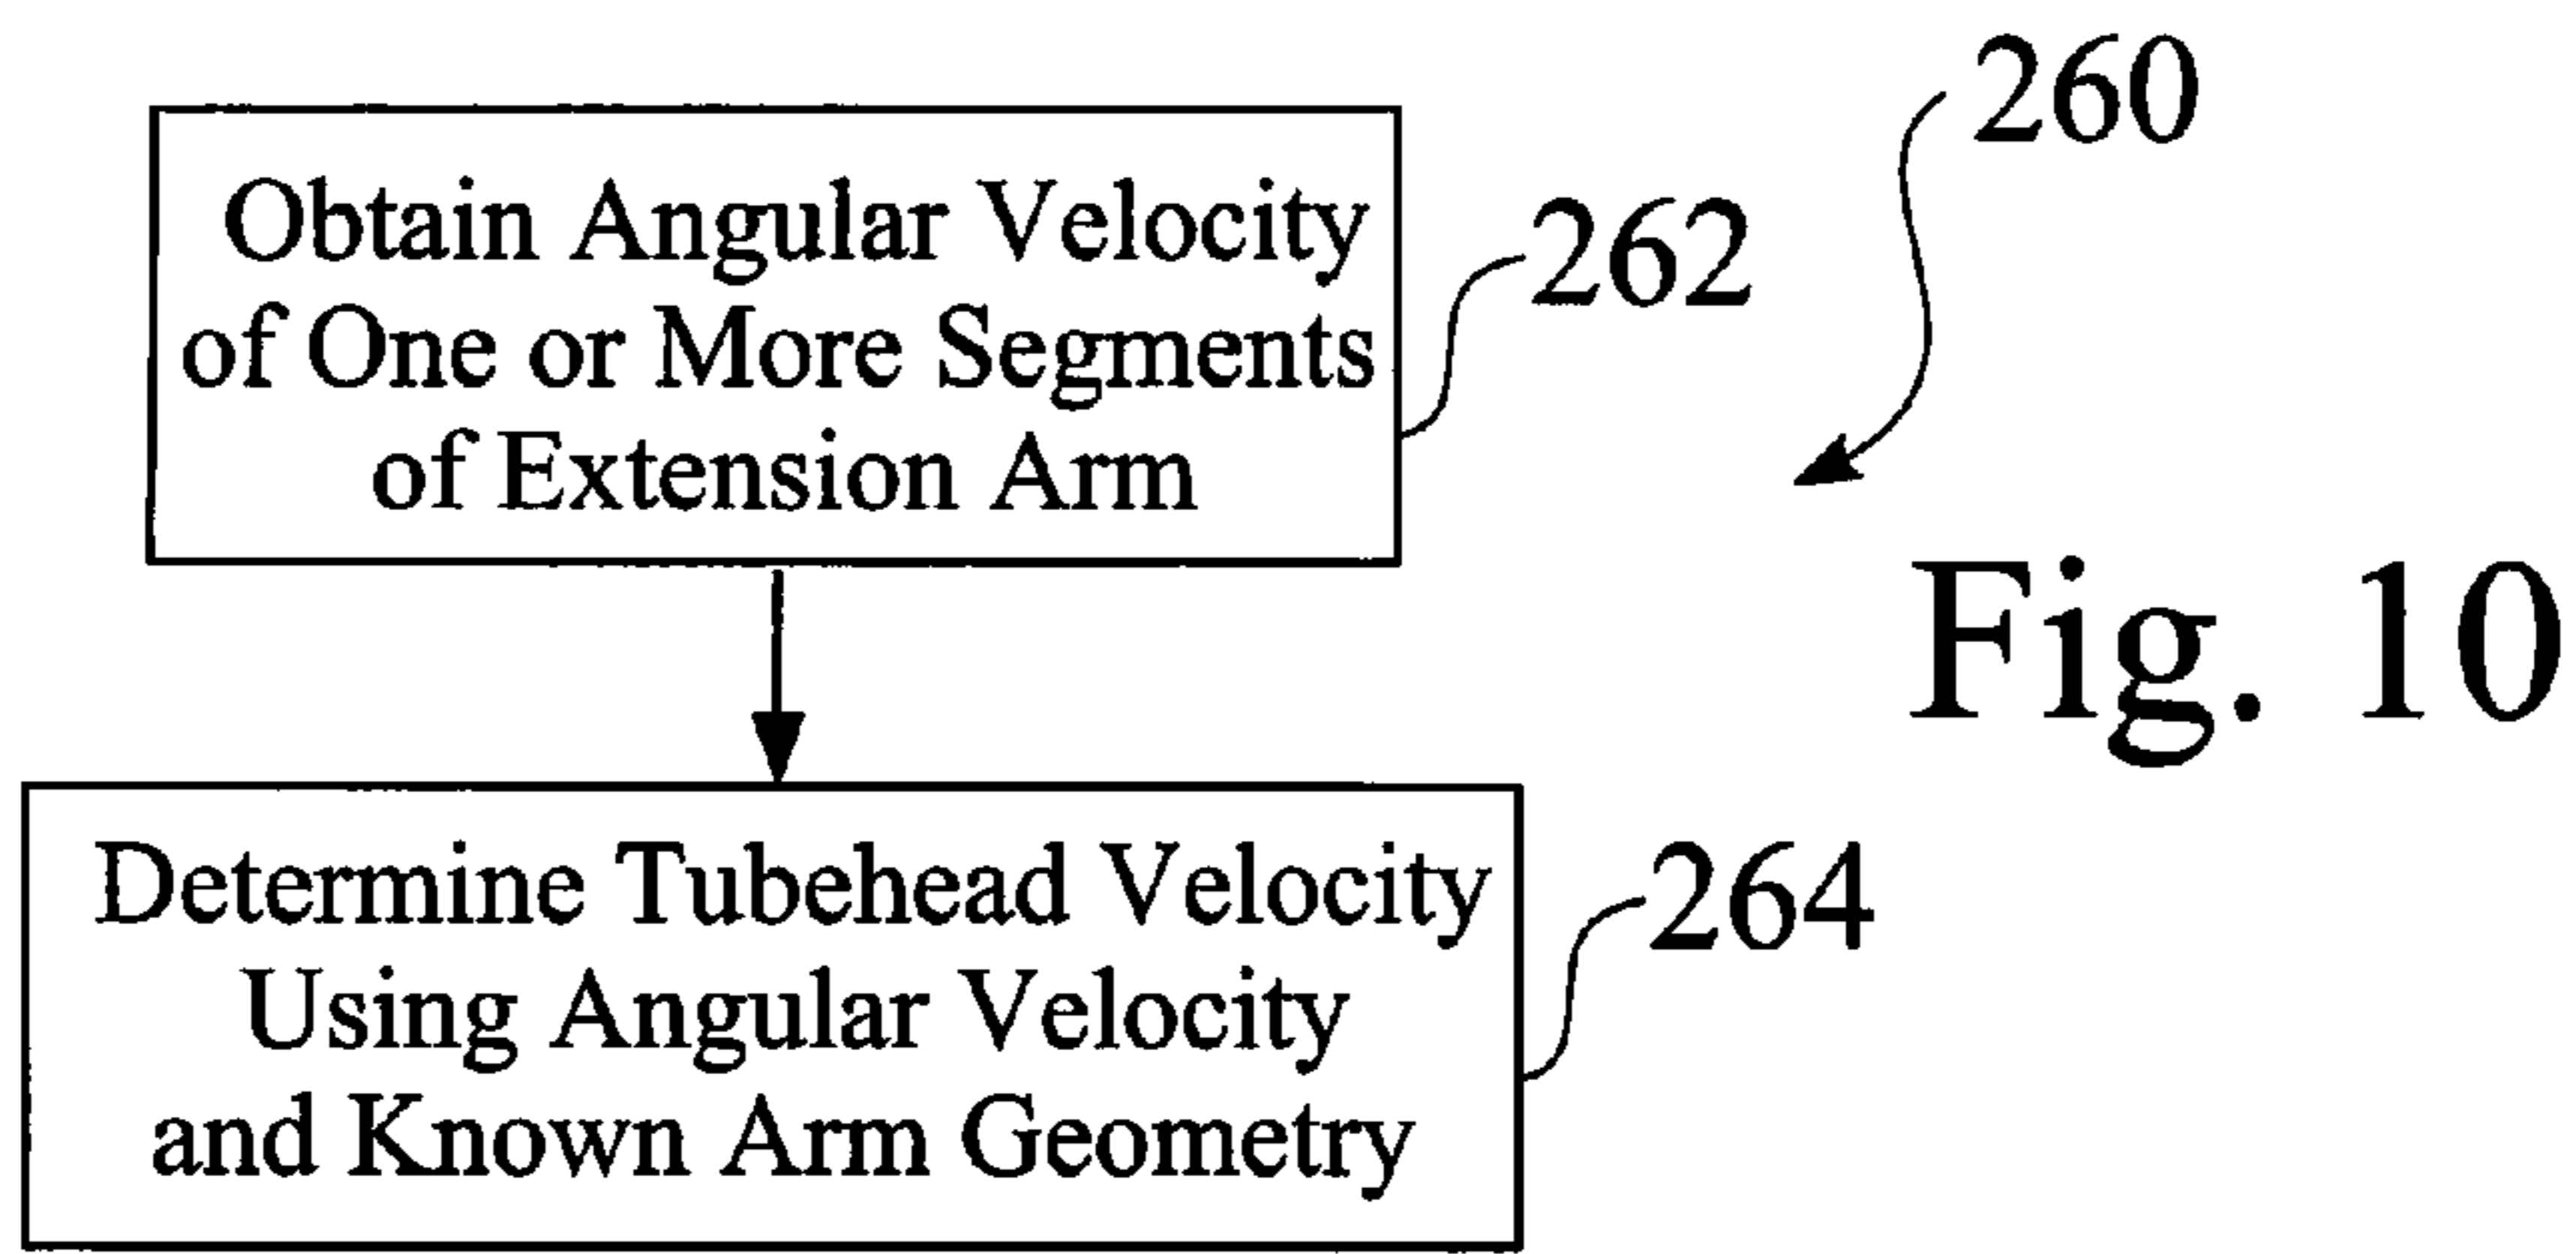 260
Obtain Angular Velocity
of One or More Segments
of Extension Arm
262
Fig. 10
Determine Tubehead Velocity
Using Angular Velocity
and Known Arm Geometry
264